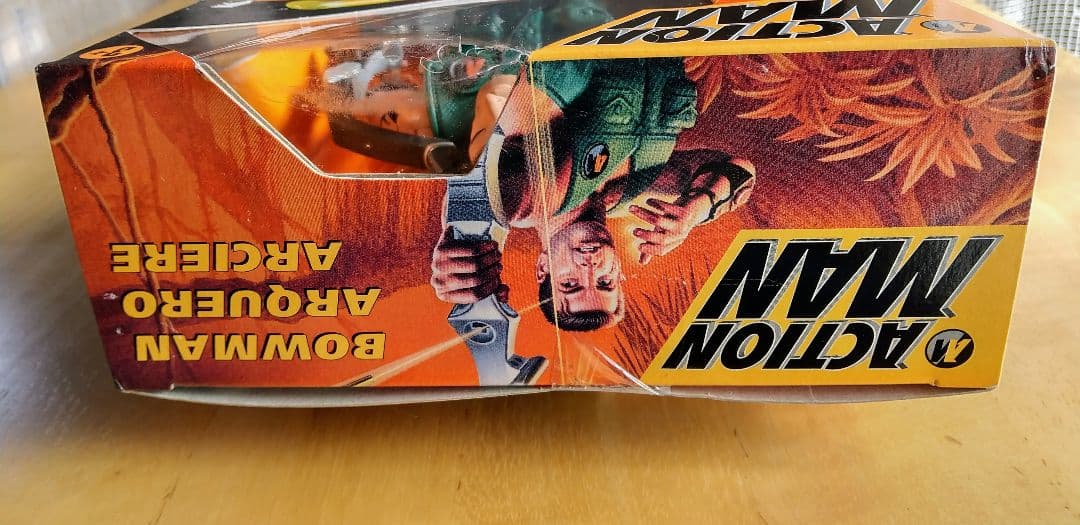 ACTION
MAN
ACTION
MAN
BOWMAN
ARQUERO
ARCIERE